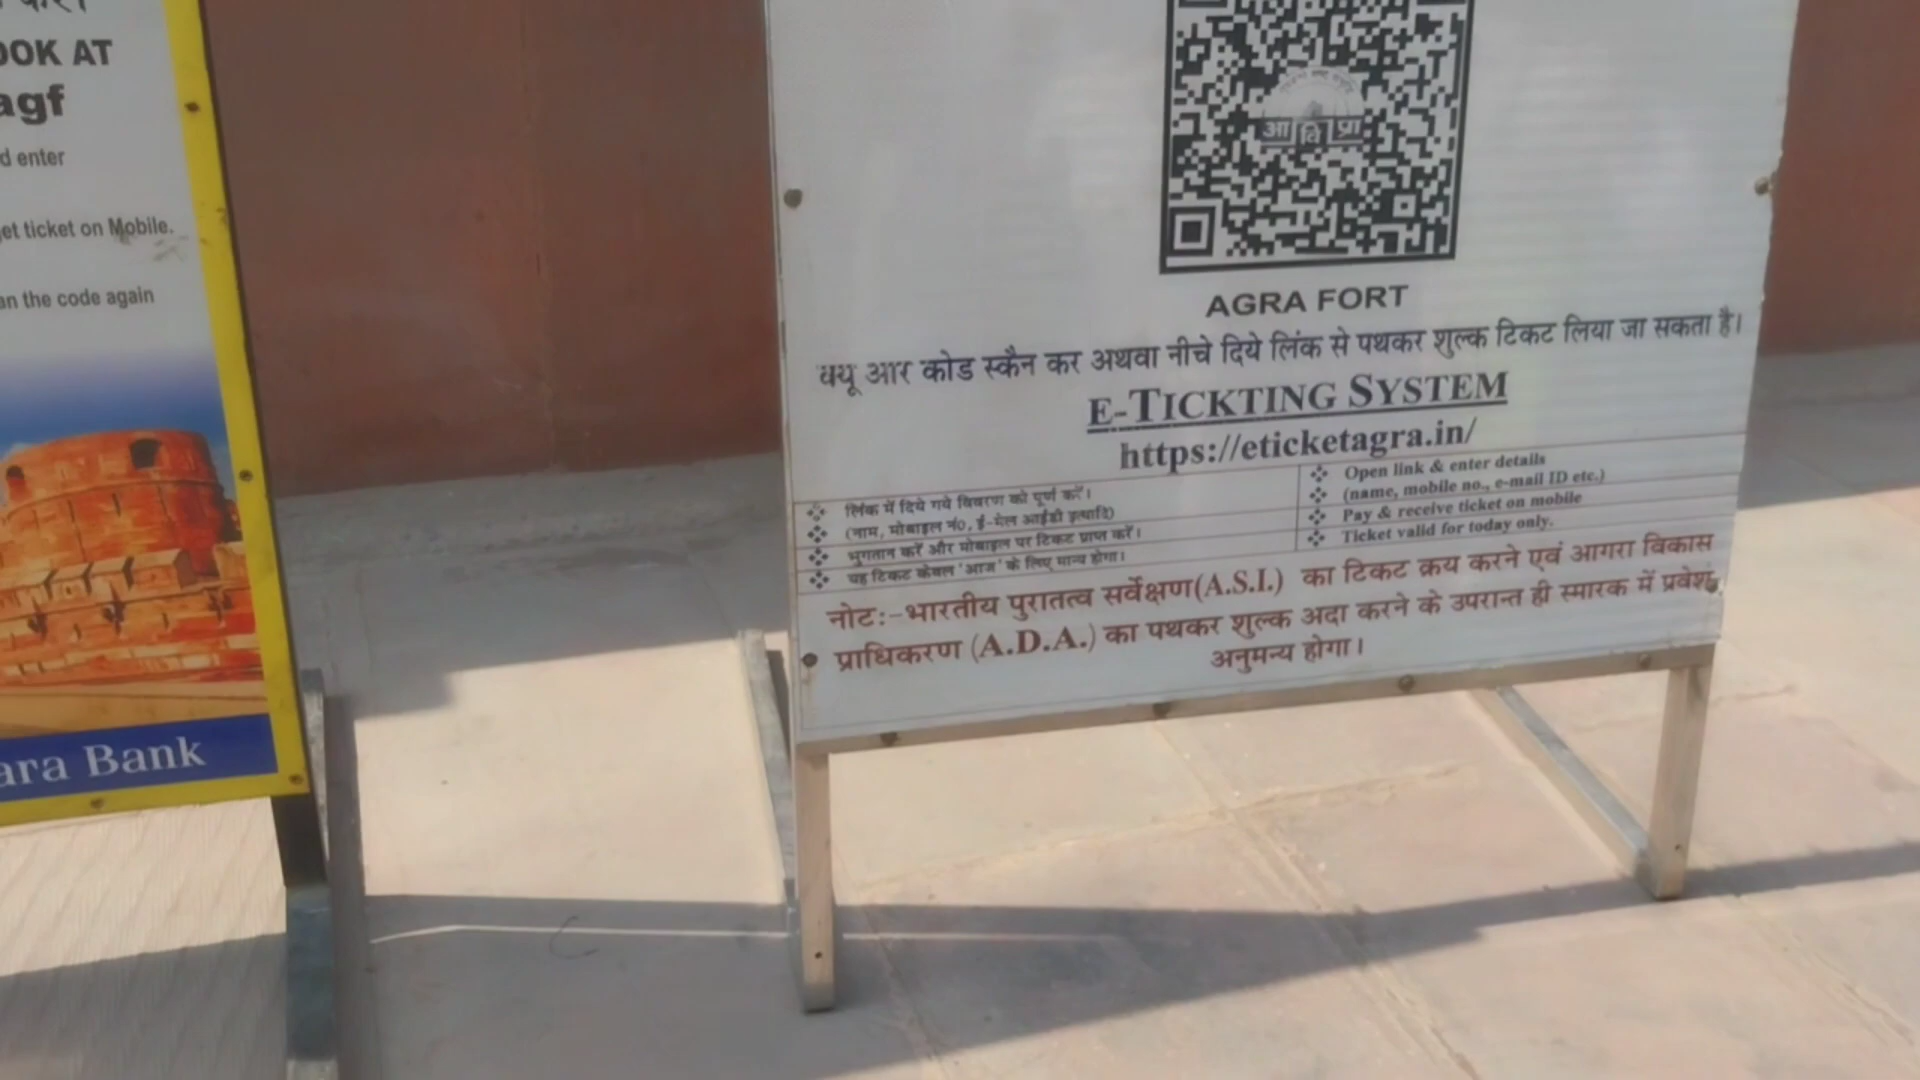 OOK AT
agf
d enter
et ticket on Mobile.
an the code again
ara Bank
आ वि प्रा
AGRA FORT
क्यू आर कोड स्कैन कर अथवा नीचे दिये लिंक से पथकर शुल्क टिकट लिया जा सकता है।
E-TICKTING SYSTEM
https://eticketagra.in/
लिंक में दिये गये विवरण को पूर्ण करें।
(नाम, मोबाइल नं0, ई-मेल आईडी इत्यादि)
भुगतान करें और मोबाइल पर टिकट प्राप्त करें।
यह टिकट केवल 'आज' के लिए मान्य होगा।
Open link & enter details
(name, mobile no., e-mail ID etc.)
Pay & receive ticket on mobile
Ticket valid for today only.
नोट:-भारतीय पुरातत्व सर्वेक्षण(A.S.I.) का टिकट क्रय करने एवं आगरा विकास
प्राधिकरण (A.D.A.) का पथकर शुल्क अदा करने के उपरान्त ही स्मारक में प्रवेश
अनुमन्य होगा।